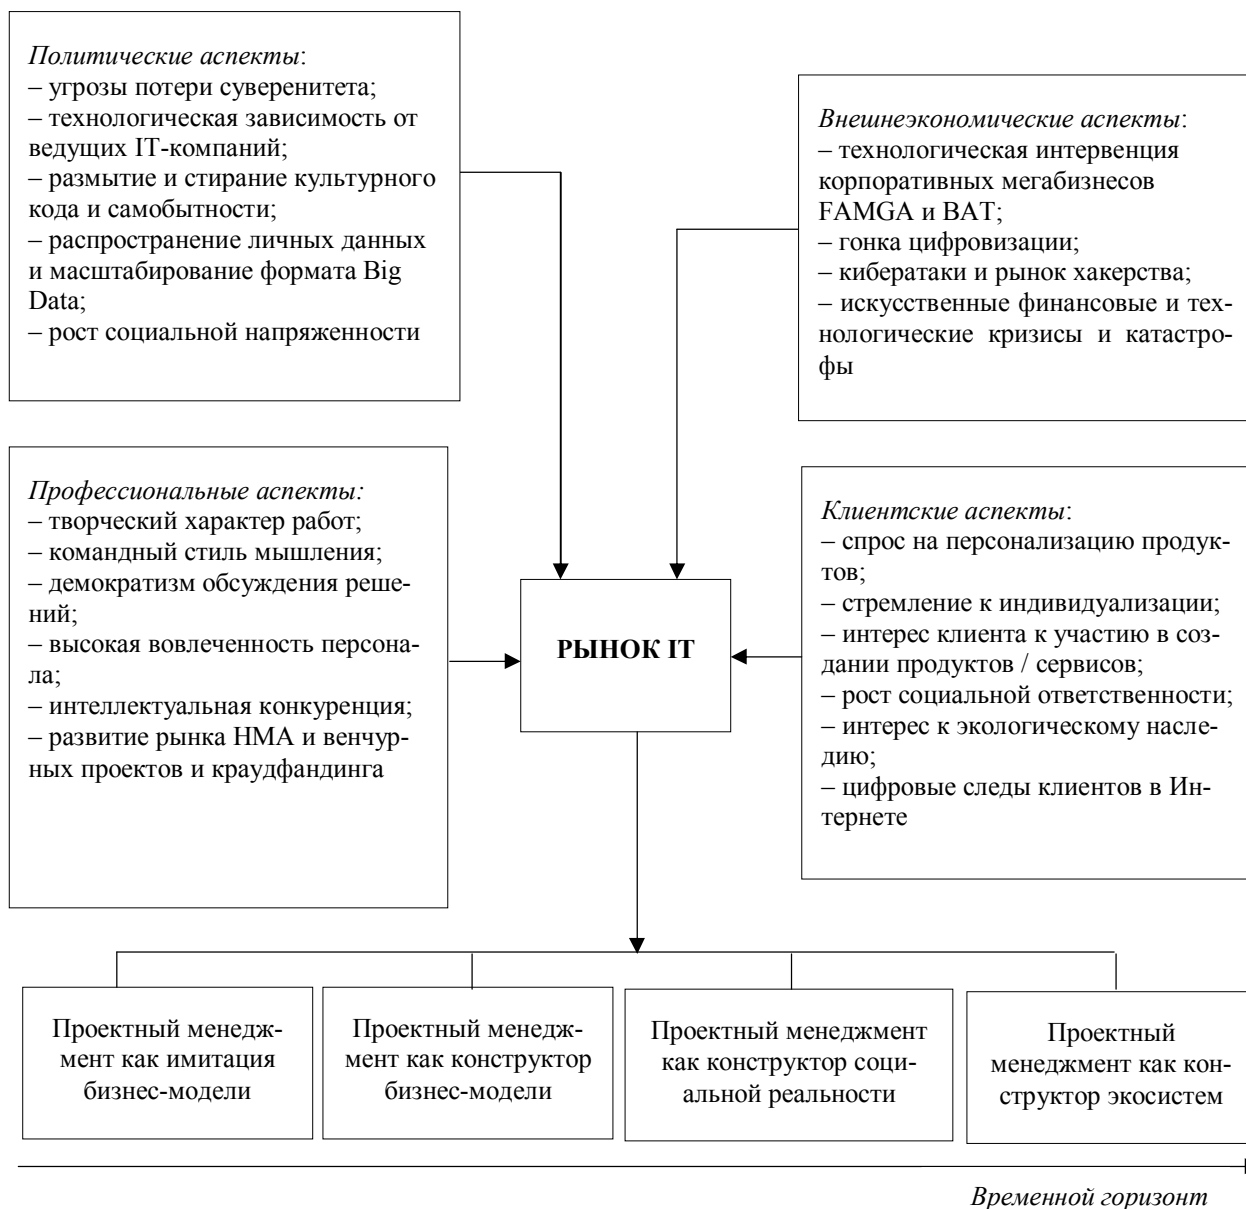 Политические аспекты:
– угрозы потери суверенитета;
– технологическая зависимость от
ведущих IT-компаний;
– размытие и стирание культурного
кода и самобытности;
– распространение личных данных
и масштабирование формата Big
Data;
– рост социальной напряженности
Внешнеэкономические аспекты:
– технологическая интервенция
корпоративных мегабизнесов
FAMGA и BAT;
– гонка цифровизации;
– кибератаки и рынок хакерства;
– искусственные финансовые и тех-
нологические кризисы и катастро-
фы
Профессиональные аспекты:
– творческий характер работ;
– командный стиль мышления;
– демократизм обсуждения реше-
ний;
– высокая вовлеченность персона-
ла;
– интеллектуальная конкуренция;
– развитие рынка НМА и венчур-
ных проектов и краудфандинга
Клиентские аспекты:
– спрос на персонализацию продук-
тов;
– стремление к индивидуализации;
– интерес клиента к участию в соз-
дании продуктов / сервисов;
– рост социальной ответственности;
– интерес к экологическому насле-
дию;
– цифровые следы клиентов в Ин-
тернете
РЫНОК IT
Проектный менедж-
мент как имитация
бизнес-модели
Проектный менедж-
мент как конструктор
бизнес-модели
Проектный менеджмент
как конструктор соци-
альной реальности
Проектный
менеджмент как кон-
структор экосистем
Временной горизонт